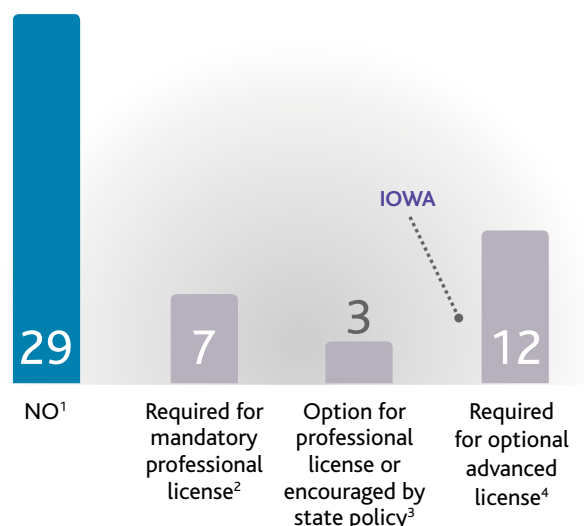 IOWA
29
7
3
12
NO¹
Required for
mandatory
professional
license²
Option for
professional
license or
encouraged by
state policy³
Required
for optional
advanced
license⁴